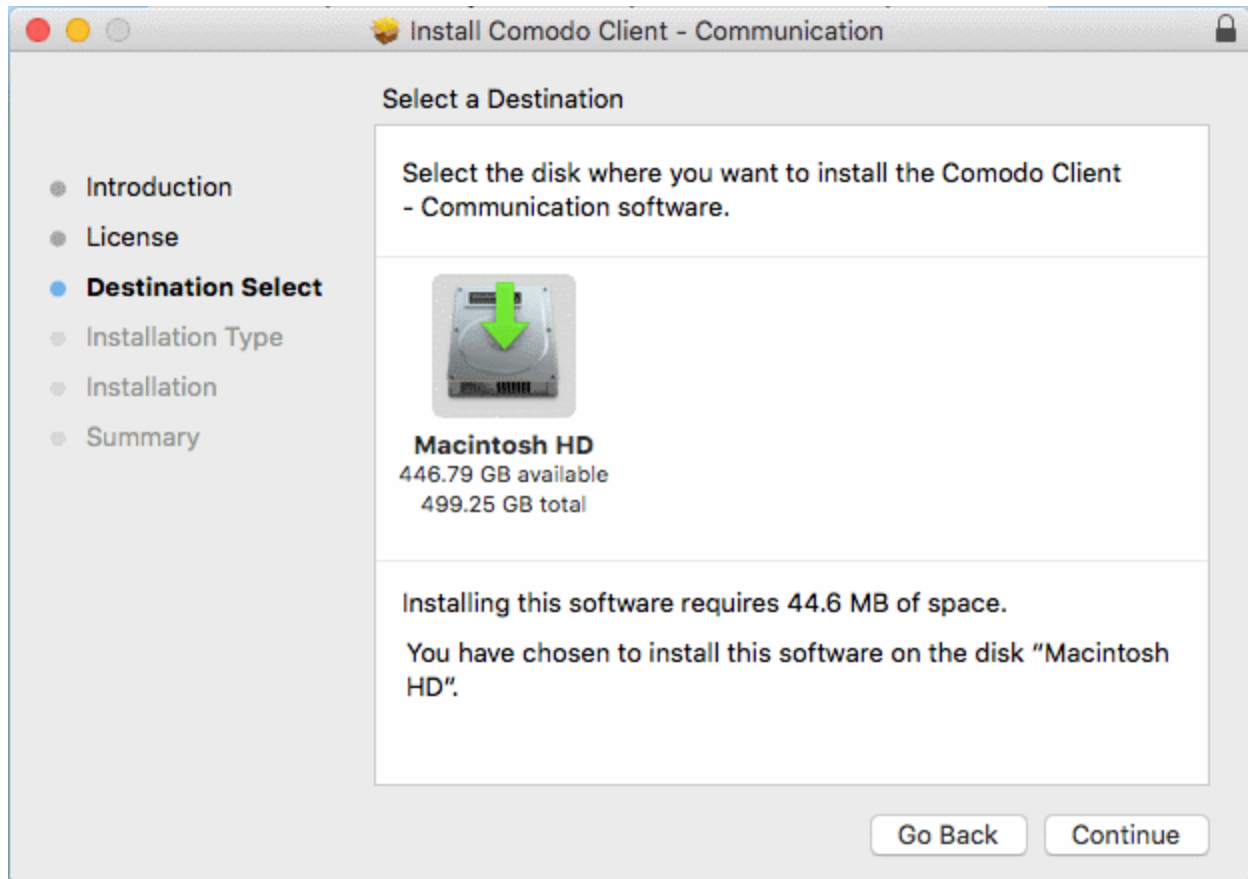 Install Comodo Client - Communication
Select a Destination
Introduction
License
Destination Select
Installation Type
Installation
Summary
Select the disk where you want to install the Comodo Client
- Communication software.
Macintosh HD
446.79 GB available
499.25 GB total
Installing this software requires 44.6 MB of space.
You have chosen to install this software on the disk “Macintosh
HD”.
Go Back
Continue